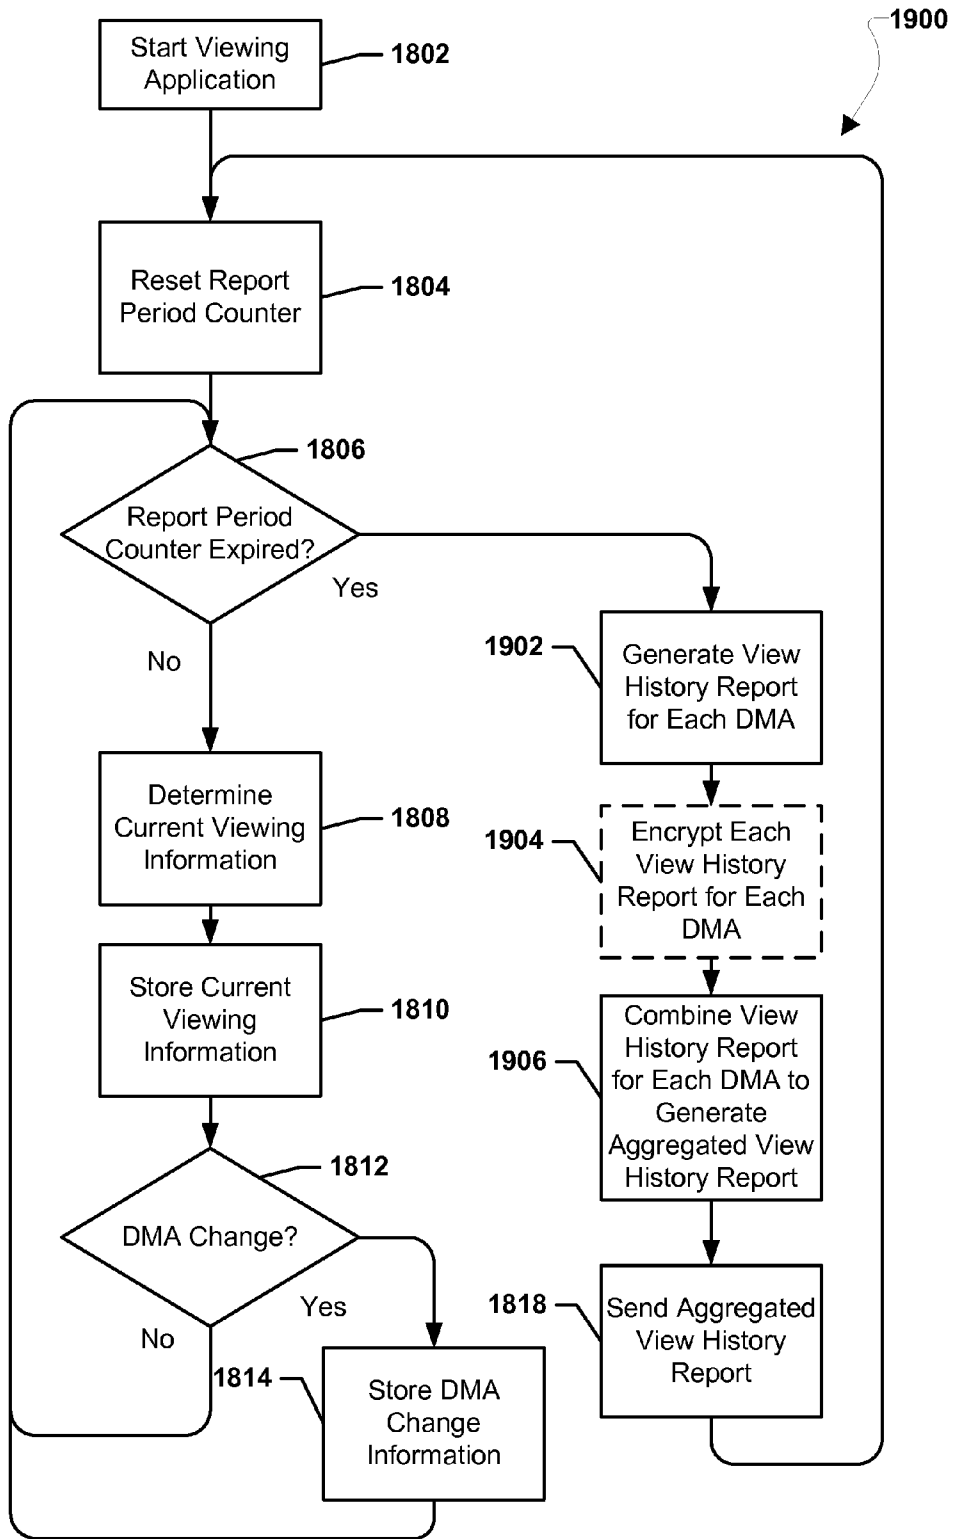 1900
Start Viewing
Application
1802
Reset Report
Period Counter
1804
1806
Report Period
Counter Expired?
Yes
No
1902
Generate View
History Report
for Each DMA
Determine
Current Viewing
Information
1808
1904
Encrypt Each
View History
Report for Each
DMA
Store Current
Viewing
Information
1810
1906
Combine View
History Report
for Each DMA to
Generate
Aggregated View
History Report
1812
DMA Change?
Yes
No
1818
Send Aggregated
View History
Report
1814
Store DMA
Change
Information